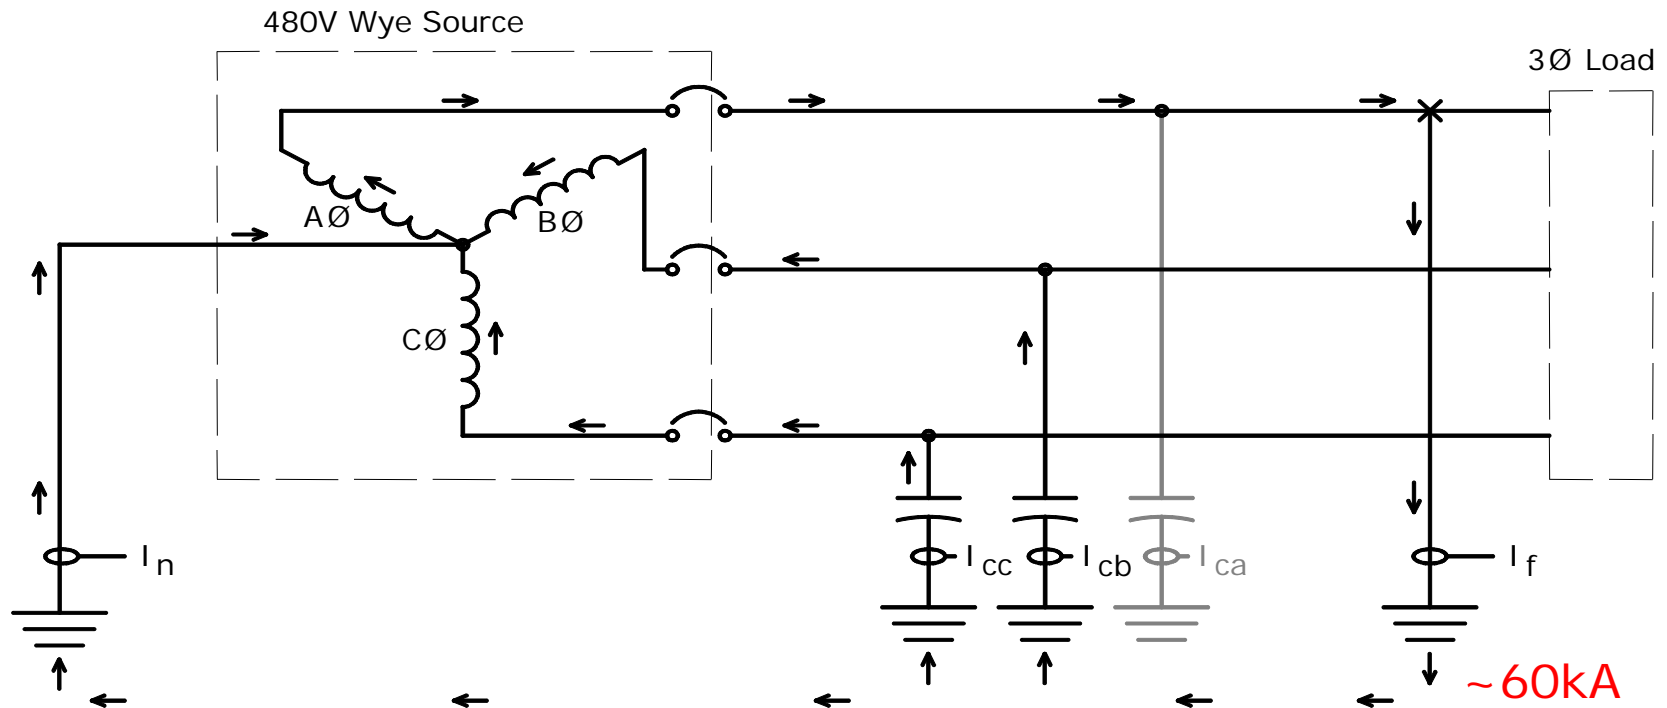 480V Wye Source
3Ø Load
AØ
BØ
CØ
In
Icc
Icb
Ica
If
~60kA